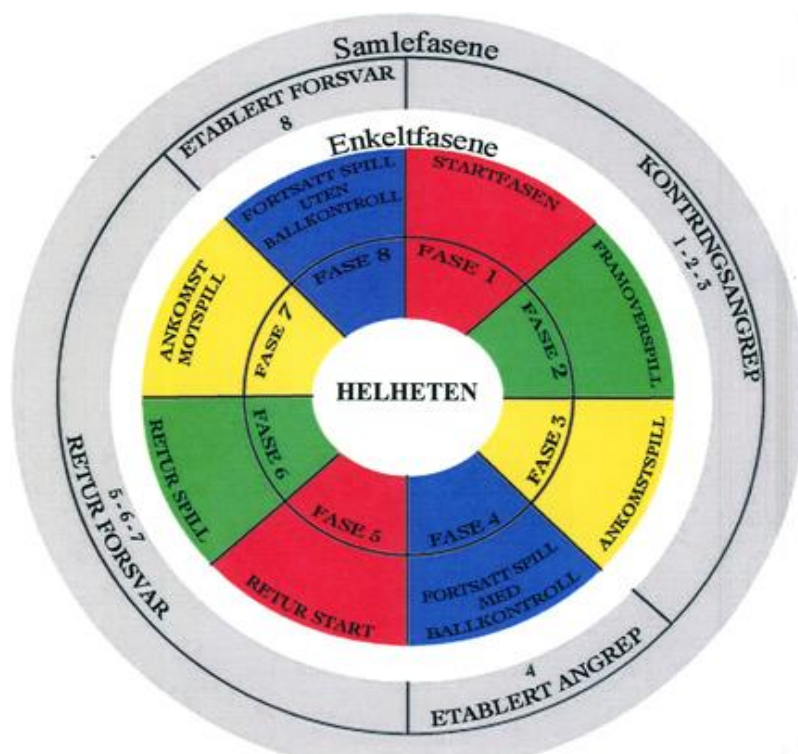 Samlefasene
ETABLERT FORSVAR
8
KONTRINGSANGREP
1-2-3
ETABLERT ANGREP
4
RETUR FORSVAR
5-6-7
Enkeltfasene
STARTFASEN
FASE 1
FRAMOVERSPILL
FASE 2
ANKOMSTSPILL
FASE 3
FORTSATT SPILL
MED
BALLKONTROLL
FASE 4
RETUR START
FASE 5
RETUR SPILL
FASE 6
ANKOMST
MOTSPILL
FASE 7
FORTSATT SPILL
UTEN
BALLKONTROLL
FASE 8
HELHETEN